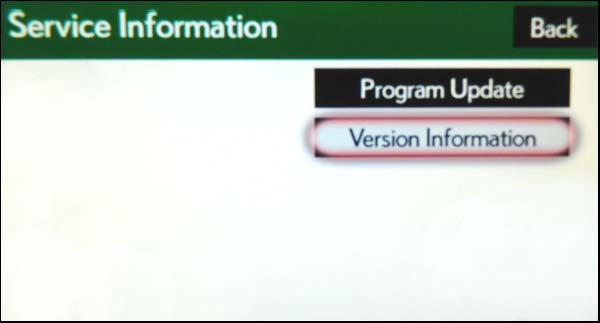 Service Information
Back
Program Update
Version Information